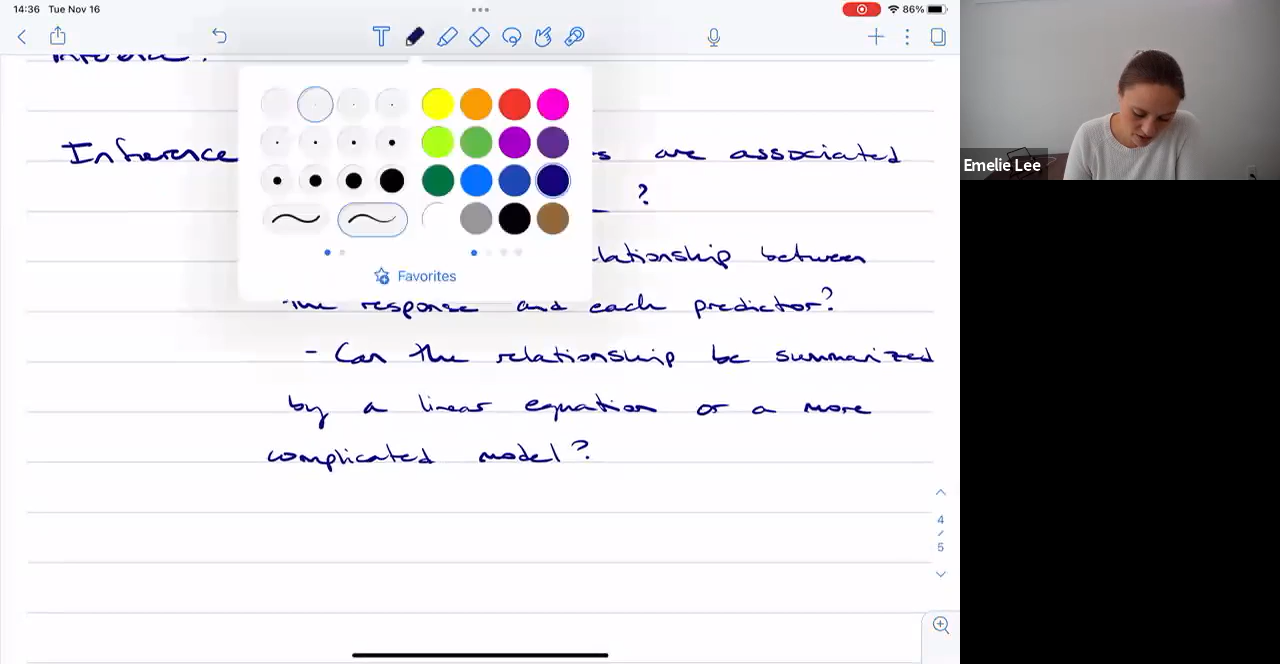 14:36 Tue Nov 16
86%
Inference are associated
?
lationship between
the response and each predictor?
- Can the relationship be summarized
by a linear equation or a more
complicated model?
Favorites
4
/
5
Emelie Lee